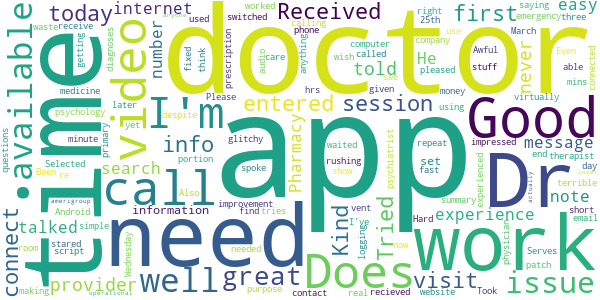 today
internet
doctor
Received
first
easy
number
worked
used
switched
fixed
think
prescription
audio
computer
called
right
25th
emergency
saying
Even
three
phone
calling
company
March
anything
use
able
mins
waste
receive
getting
diagnoses
medicine
care
wish
given
money
see
pleased
Awful
stuff
connected
available
time
video
I'm
told
He
never
entered
session
Good
psychology
later
yet
Please
hrs
virtually
using
despite
minute
primary
call
info
Pharmacy
app
Dr
message
questions
Selected
Been
re
portion
glitchy
waited
rushing
show
psychiatrist
repeat
fast
set
impressed
end
therapist
day
connect
search
Also
spoke
information
improvement
find
tries
Kind
vent
I've
logging
Tried
summary
experienced
terrible
experience
note
physician
amerigroup
Android
simple
Wednesday
need
well
great
Does
work
actually
talked
room
stared
script
needed
now
visit
short
email
Hard
Serves
patch
issue
provider
purpose
contact
real
recieved
website
Took
making
operational